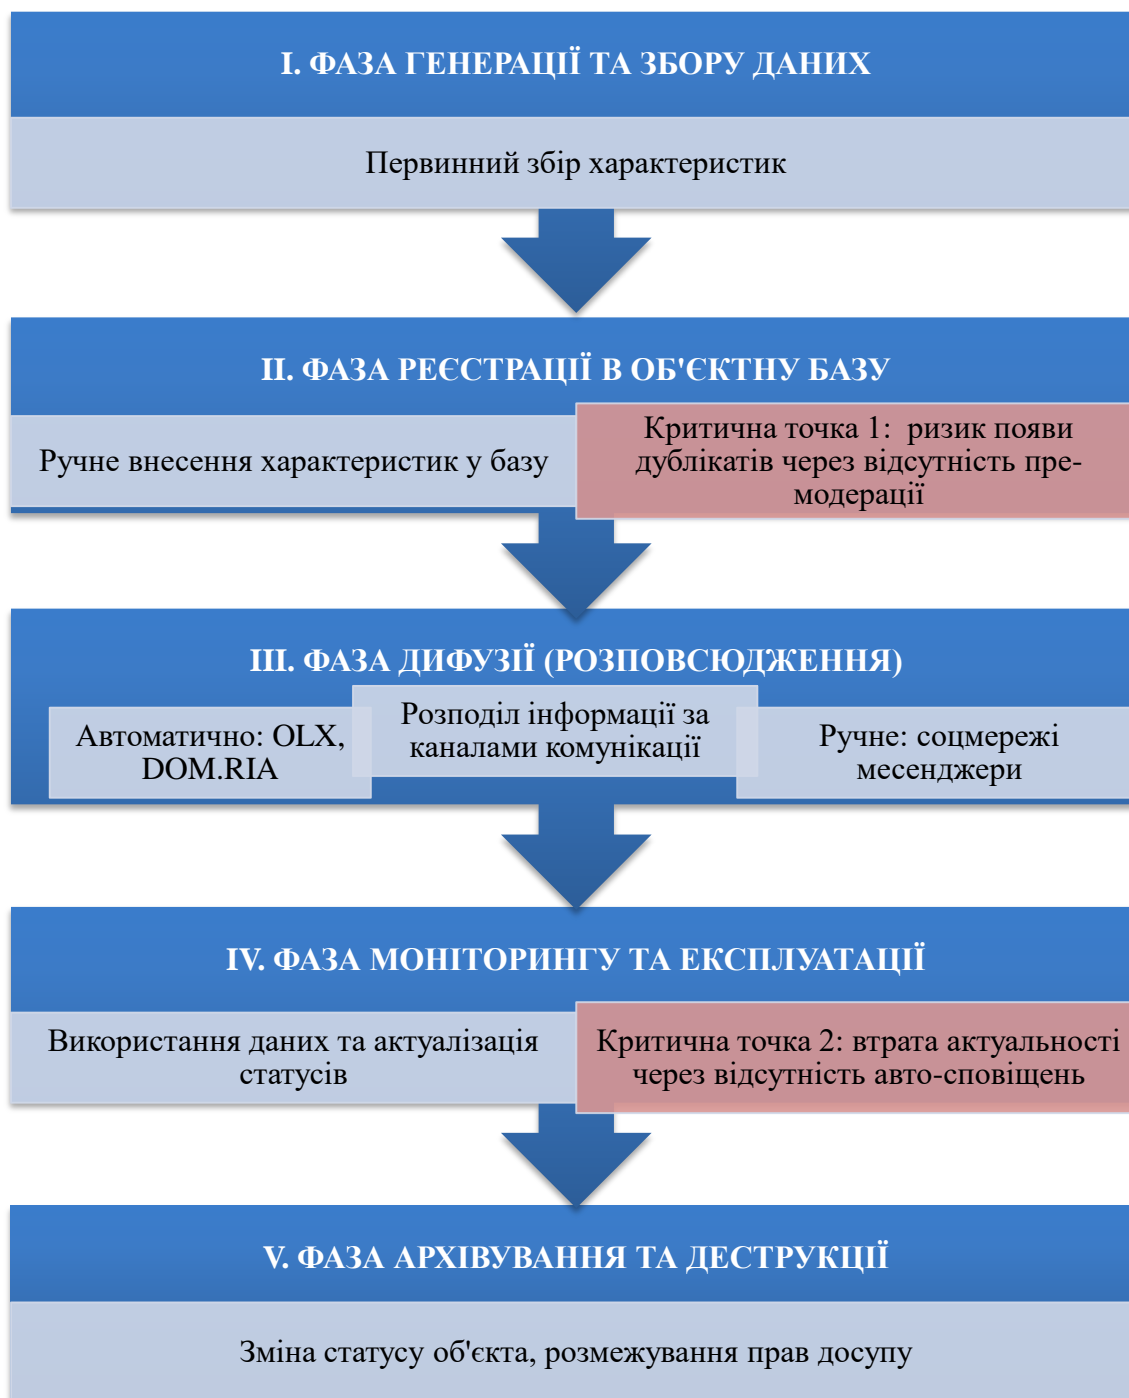 I. ФАЗА ГЕНЕРАЦІЇ ТА ЗБОРУ ДАНИХ
Первинний збір характеристик
II. ФАЗА РЕЄСТРАЦІЇ В ОБ'ЄКТНУ БАЗУ
Ручне внесення характеристик у базу
Критична точка 1: ризик появи
дублікатів через відсутність пре-
модерації
III. ФАЗА ДИФУЗІЇ (РОЗПОВСЮДЖЕННЯ)
Автоматично: OLX,
DOM.RIA
Розподіл інформації за
каналами комунікації
Ручне: соцмережі
месенджери
IV. ФАЗА МОНІТОРИНГУ ТА ЕКСПЛУАТАЦІЇ
Використання даних та актуалізація
статусів
Критична точка 2: втрата актуальності
через відсутність авто-сповіщень
V. ФАЗА АРХІВУВАННЯ ТА ДЕСТРУКЦІЇ
Зміна статусу об'єкта, розмежування прав досупу